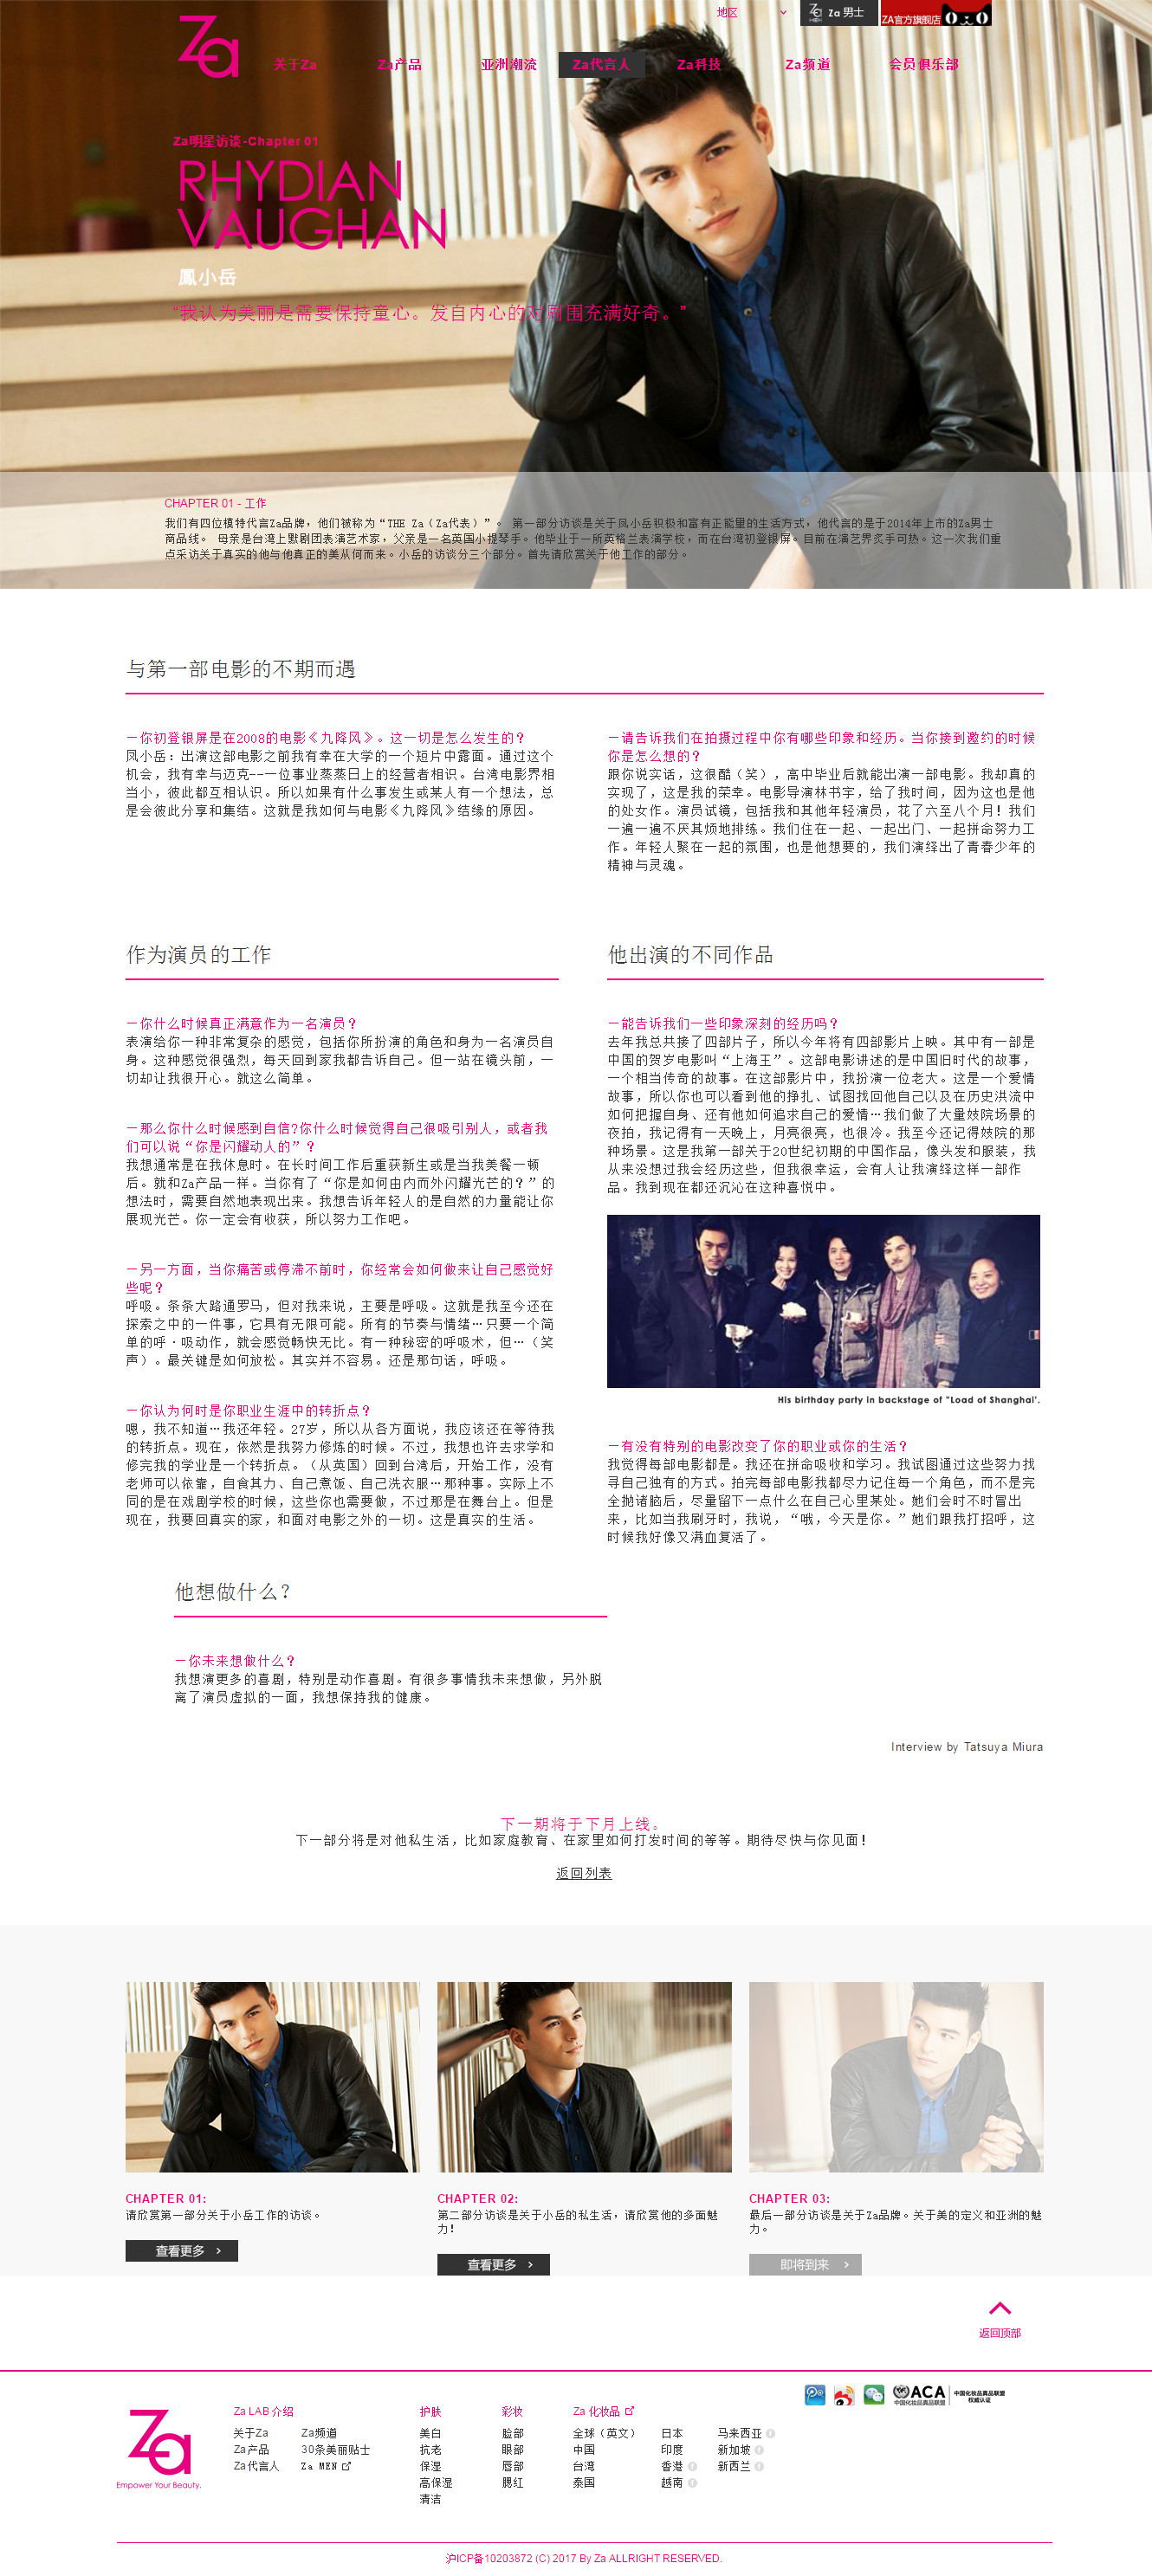 Za
地区
Za 男士
ZA官方旗舰店
关于Za
Za产品
亚洲潮流
Za代言人
Za科技
Za频道
会员俱乐部
Za明星访谈-Chapter 01
RHYDIAN
VAUGHAN
鳳小岳
“我认为美丽是需要保持童心。发自内心的对周围充满好奇。”
CHAPTER 01 - 工作
我们有四位模特代言Za品牌，他们被称为“THE Za（Za代表）”。 第一部分访谈是关于凤小岳积极和富有正能量的生活方式，他代言的是于2014年上市的Za男士
商品线。 母亲是台湾上默剧团表演艺术家，父亲是一名英国小提琴手。他毕业于一所英格兰表演学校，而在台湾初登银屏。目前在演艺界炙手可热。这一次我们重
点采访关于真实的他与他真正的美从何而来。小岳的访谈分三个部分。首先请欣赏关于他工作的部分。
与第一部电影的不期而遇
－你初登银屏是在2008的电影《九降风》。这一切是怎么发生的？
凤小岳：出演这部电影之前我有幸在大学的一个短片中露面。通过这个
机会，我有幸与迈克--一位事业蒸蒸日上的经营者相识。台湾电影界相
当小，彼此都互相认识。所以如果有什么事发生或某人有一个想法，总
是会彼此分享和集结。这就是我如何与电影《九降风》结缘的原因。
－请告诉我们在拍摄过程中你有哪些印象和经历。当你接到邀约的时候
你是怎么想的？
跟你说实话，这很酷（笑），高中毕业后就能出演一部电影。我却真的
实现了，这是我的荣幸。电影导演林书宇，给了我时间，因为这也是他
的处女作。演员试镜，包括我和其他年轻演员，花了六至八个月！我们
一遍一遍不厌其烦地排练。我们住在一起、一起出门、一起拼命努力工
作。年轻人聚在一起的氛围，也是他想要的，我们演绎出了青春少年的
精神与灵魂。
作为演员的工作
－你什么时候真正满意作为一名演员？
表演给你一种非常复杂的感觉，包括你所扮演的角色和身为一名演员自
身。这种感觉很强烈，每天回到家我都告诉自己。但一站在镜头前，一
切却让我很开心。就这么简单。
－那么你什么时候感到自信?你什么时候觉得自己很吸引别人，或者我
们可以说“你是闪耀动人的”？
我想通常是在我休息时。在长时间工作后重获新生或是当我美餐一顿
后。就和Za产品一样。当你有了“你是如何由内而外闪耀光芒的？”的
想法时，需要自然地表现出来。我想告诉年轻人的是自然的力量能让你
展现光芒。你一定会有收获，所以努力工作吧。
－另一方面，当你痛苦或停滞不前时，你经常会如何做来让自己感觉好
些呢？
呼吸。条条大路通罗马，但对我来说，主要是呼吸。这就是我至今还在
探索之中的一件事，它具有无限可能。所有的节奏与情绪…只要一个简
单的呼・吸动作，就会感觉畅快无比。有一种秘密的呼吸术，但…（笑
声）。最关键是如何放松。其实并不容易。还是那句话，呼吸。
－你认为何时是你职业生涯中的转折点？
嗯，我不知道…我还年轻。27岁，所以从各方面说，我应该还在等待我
的转折点。现在，依然是我努力修炼的时候。不过，我想也许去求学和
修完我的学业是一个转折点。（从英国）回到台湾后，开始工作，没有
老师可以依靠，自食其力、自己煮饭、自己洗衣服…那种事。实际上不
同的是在戏剧学校的时候，这些你也需要做，不过那是在舞台上。但是
现在，我要回真实的家，和面对电影之外的一切。这是真实的生活。
他出演的不同作品
－能告诉我们一些印象深刻的经历吗？
去年我总共接了四部片子，所以今年将有四部影片上映。其中有一部是
中国的贺岁电影叫“上海王”。这部电影讲述的是中国旧时代的故事，
一个相当传奇的故事。在这部影片中，我扮演一位老大。这是一个爱情
故事，所以你也可以看到他的挣扎、试图找回他自己以及在历史洪流中
如何把握自身、还有他如何追求自己的爱情…我们做了大量妓院场景的
夜拍，我记得有一天晚上，月亮很亮，也很冷。我至今还记得妓院的那
种场景。这是我第一部关于20世纪初期的中国作品，像头发和服装，我
从来没想过我会经历这些，但我很幸运，会有人让我演绎这样一部作
品。我到现在都还沉沁在这种喜悦中。
His birthday party in backstage of "Load of Shanghai'.
－有没有特别的电影改变了你的职业或你的生活？
我觉得每部电影都是。我还在拼命吸收和学习。我试图通过这些努力找
寻自己独有的方式。拍完每部电影我都尽力记住每一个角色，而不是完
全抛诸脑后，尽量留下一点什么在自己心里某处。她们会时不时冒出
来，比如当我刷牙时，我说，“哦，今天是你。”她们跟我打招呼，这
时候我好像又满血复活了。
他想做什么？
－你未来想做什么？
我想演更多的喜剧，特别是动作喜剧。有很多事情我未来想做，另外脱
离了演员虚拟的一面，我想保持我的健康。
Interview by Tatsuya Miura
下一期将于下月上线。
下一部分将是对他私生活，比如家庭教育、在家里如何打发时间的等等。期待尽快与你见面！
返回列表
CHAPTER 01:
请欣赏第一部分关于小岳工作的访谈。
查看更多
CHAPTER 02:
第二部分访谈是关于小岳的私生活，请欣赏他的多面魅
力！
查看更多
CHAPTER 03:
最后一部分访谈是关于Za品牌。关于美的定义和亚洲的魅
力。
即将到来
返回顶部
Za
Empower Your Beauty.
Za LAB 介绍
关于Za
Za产品
Za代言人
Za频道
30条美丽贴士
Za MEN
护肤
美白
抗老
保湿
高保湿
清洁
彩妆
脸部
眼部
唇部
腮红
Za 化妆品
全球（英文）
中国
台湾
泰国
日本
印度
香港
越南
马来西亚
新加坡
新西兰
ACA
中国化妆品真品联盟
中国化妆品真品联盟
权威认证
沪ICP备10203872 (C) 2017 By Za ALLRIGHT RESERVED.